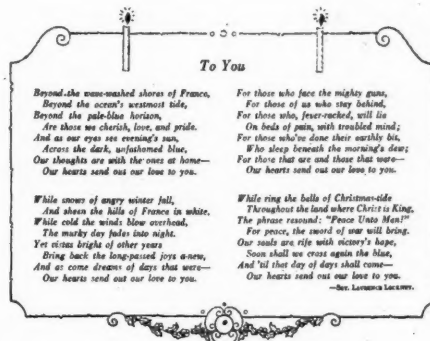 To You
Beyond the wave-washed shores of France,
Beyond the ocean's westmost tide,
Beyond the pale-blue horizon,
Are those we cherish, love, and pride.
And as our eyes see evening's sun,
Across the dark, unfathomed blue,
Our thoughts are with the ones at home—
Our hearts send out our love to you.
While snows of angry winter fall,
And sheen the hills of France in white,
While cold the winds blow overhead,
The murky day fades into night.
Yet vistas bright of other years
Bring back the long-passed joys a-new,
And as come dreams of days that were—
Our hearts send out our love to you.
For those who face the mighty guns,
For those of us who stay behind,
For those who, fever-racked, will lie
On beds of pain, with troubled mind;
For those who've done their earthly bit,
Who sleep beneath the morning's dew;
For those that are and those that were—
Our hearts send out our love to you.
While ring the bells of Christmas-tide
Throughout the land where Christ is King,
The phrase resound: "Peace Unto Men!"
For peace, the sword of war will bring.
Our souls are rife with victory's hope,
Soon shall we cross again the blue,
And 'til that day of days shall come—
Our hearts send out our love to you.